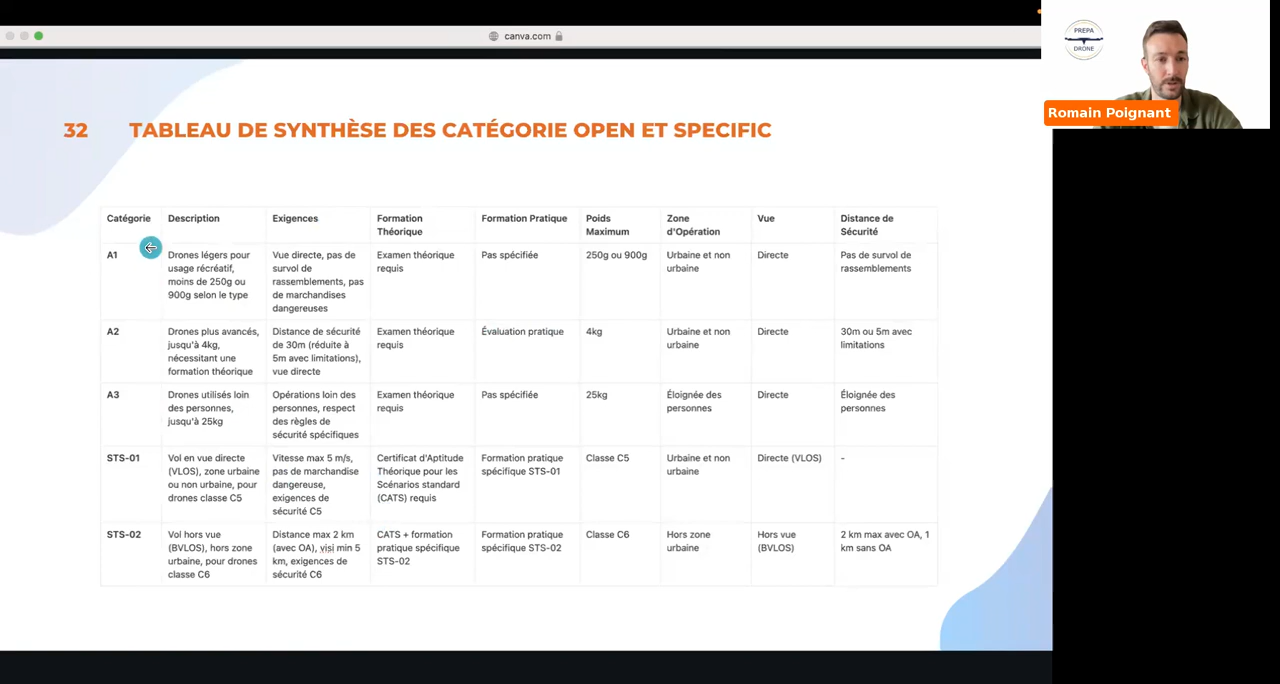 canva.com
PREPA
DRONE
Romain Poignant
32 TABLEAU DE SYNTHÈSE DES CATÉGORIE OPEN ET SPECIFIC
Catégorie
Description
Exigences
Formation
Théorique
Formation Pratique
Poids
Maximum
Zone
d'Opération
Vue
Distance de
Sécurité
A1
Drones légers pour
usage récréatif,
moins de 250g ou
900g selon le type
Vue directe, pas de
survol de
rassemblements, pas
de marchandises
dangereuses
Examen théorique
requis
Pas spécifiée
250g ou 900g
Urbaine et non
urbaine
Directe
Pas de survol de
rassemblements
A2
Drones plus avancés,
jusqu'à 4kg,
nécessitant une
formation théorique
Distance de sécurité
de 30m (réduite à
5m avec limitations),
vue directe
Examen théorique
requis
Évaluation pratique
4kg
Urbaine et non
urbaine
Directe
30m ou 5m avec
limitations
A3
Drones utilisés loin
des personnes,
jusqu'à 25kg
Opérations loin des
personnes, respect
des règles de
sécurité spécifiques
Examen théorique
requis
Pas spécifiée
25kg
Éloignée des
personnes
Directe
Éloignée des
personnes
STS-01
Vol en vue directe
(VLOS), zone urbaine
ou non urbaine, pour
drones classe C5
Vitesse max 5 m/s,
pas de marchandise
dangereuse,
exigences de
sécurité C5
Certificat d'Aptitude
Théorique pour les
Scénarios standard
(CATS) requis
Formation pratique
spécifique STS-01
Classe C5
Urbaine et non
urbaine
Directe (VLOS)
-
STS-02
Vol hors vue
(BVLOS), hors zone
urbaine, pour drones
classe C6
Distance max 2 km
(avec OA), visi min 5
km, exigences de
sécurité C6
CATS + formation
pratique spécifique
STS-02
Formation pratique
spécifique STS-02
Classe C6
Hors zone
urbaine
Hors vue
(BVLOS)
2 km max avec OA, 1
km sans OA